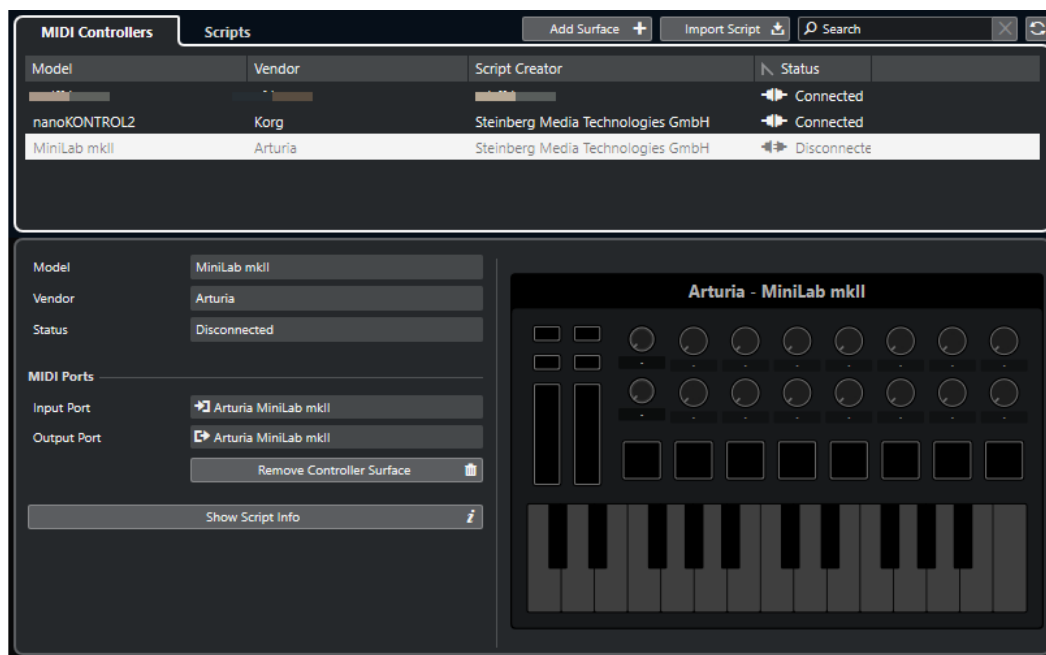 MIDI Controllers Scripts Add Surface Import Script Search
Model Vendor Script Creator Status
Connected
nanoKONTROL2 Korg Steinberg Media Technologies GmbH Connected
MiniLab mkII Arturia Steinberg Media Technologies GmbH Disconnecte
Model MiniLab mkII
Vendor Arturia
Status Disconnected
MIDI Ports
Input Port Arturia MiniLab mkII
Output Port Arturia MiniLab mkII
Remove Controller Surface
Show Script Info i
Arturia - MiniLab mkII